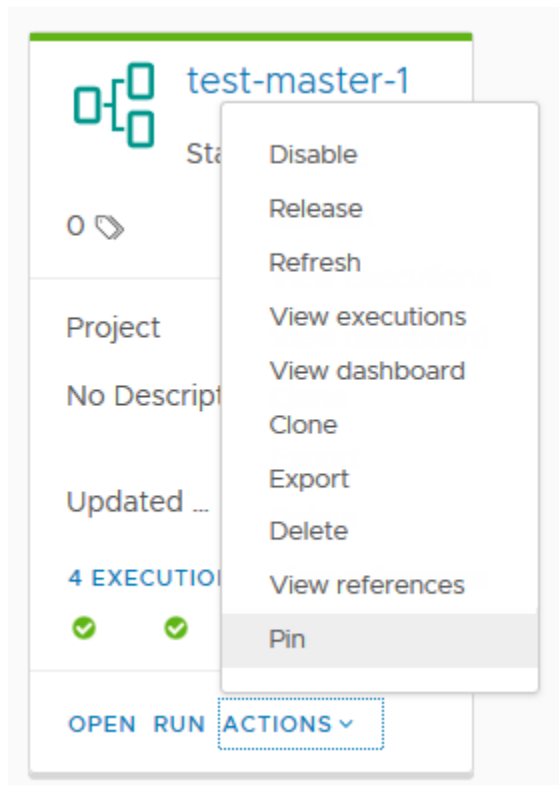 test-master-1
Sta
0
Project
No Descript
Updated ...
4 EXECUTIO
OPEN RUN ACTIONS
Disable
Release
Refresh
View executions
View dashboard
Clone
Export
Delete
View references
Pin